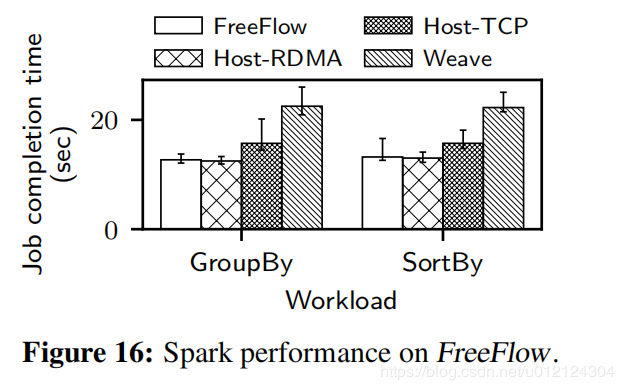 FreeFlow
Host-TCP
Host-RDMA
Weave
Job completion time
(sec)
20
0
GroupBy
SortBy
Workload
Figure 16: Spark performance on FreeFlow.
https://blog.csdn.net/u012124304